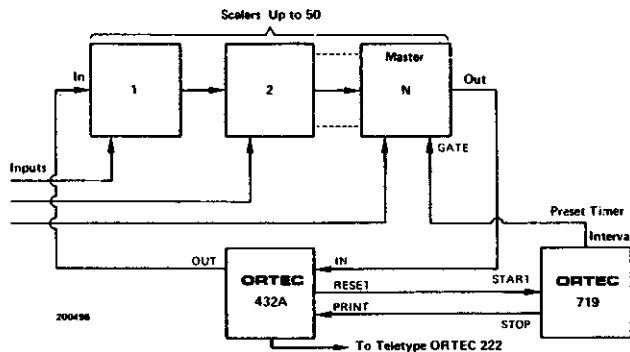 Scalers Up to 50
Master
In
1
2
N
Out
Inputs
GATE
Preset Timer
Interval
OUT
IN
ORTEC
432A
RESET
START
ORTEC
719
PRINT
STOP
200496
To Teletype ORTEC 222